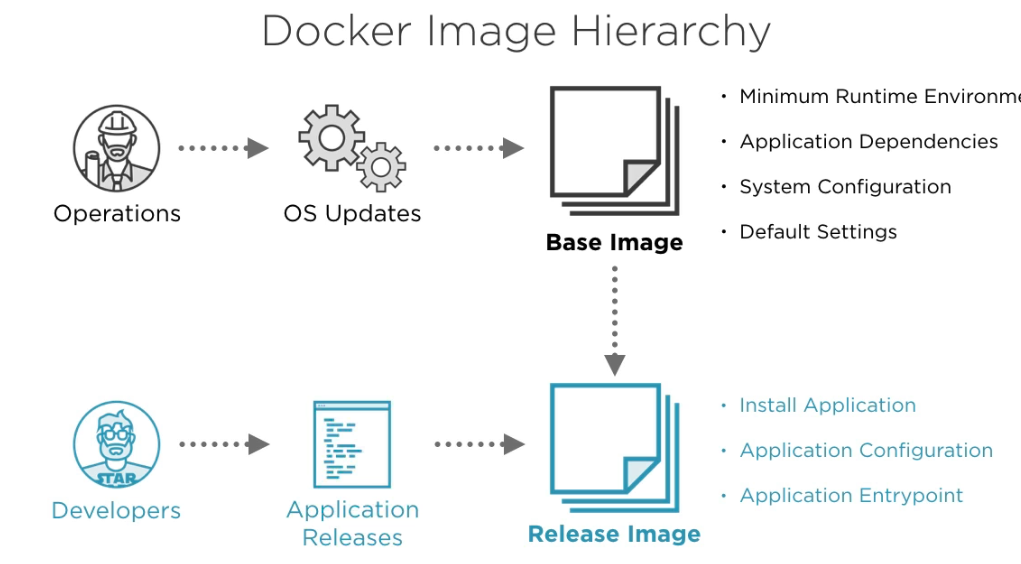 Docker Image Hierarchy
Operations
OS Updates
Base Image
• Minimum Runtime Environme
• Application Dependencies
• System Configuration
• Default Settings
STAR
Developers
Application
Releases
Release Image
• Install Application
• Application Configuration
• Application Entrypoint